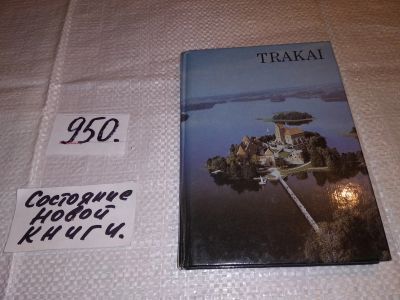 TRAKAI
950.
Состояние
новой
книги.